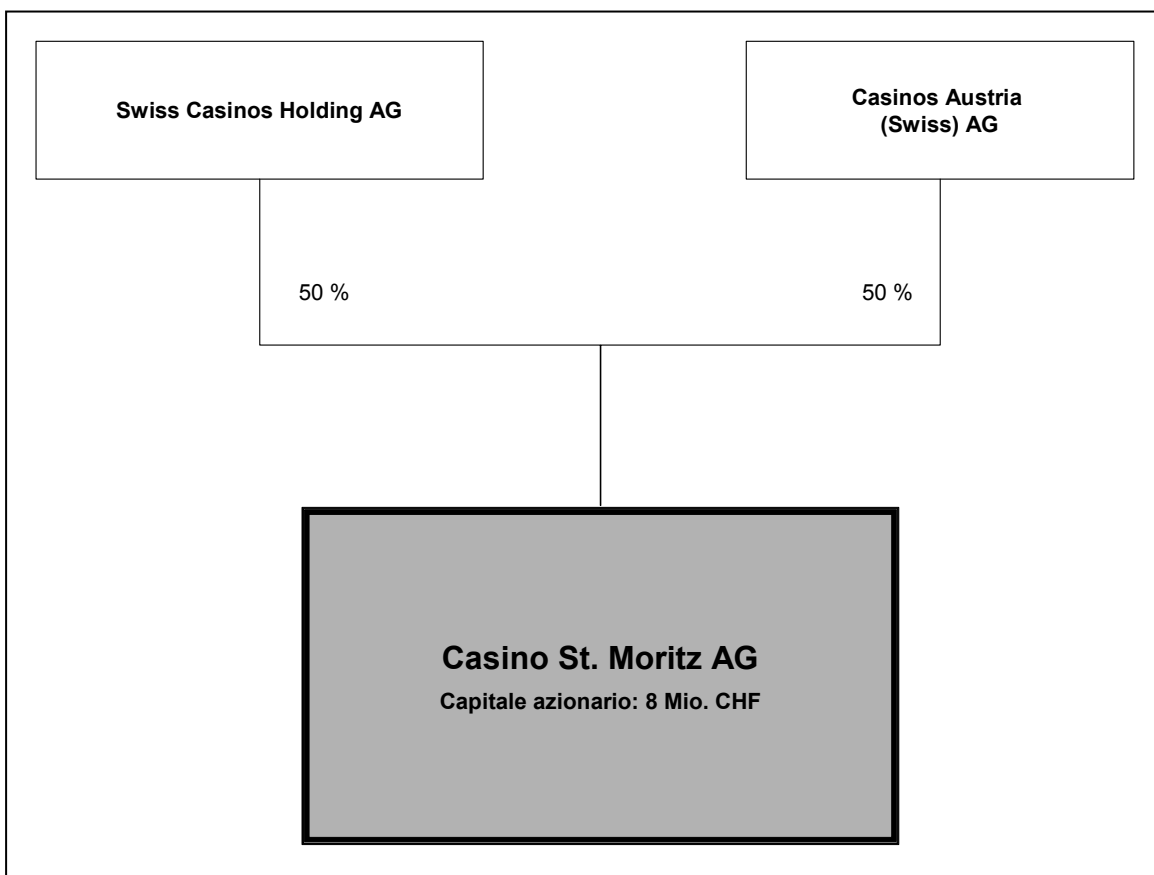 Swiss Casinos Holding AG
Casinos Austria
(Swiss) AG
50 %
50 %
Casino St. Moritz AG
Capitale azionario: 8 Mio. CHF